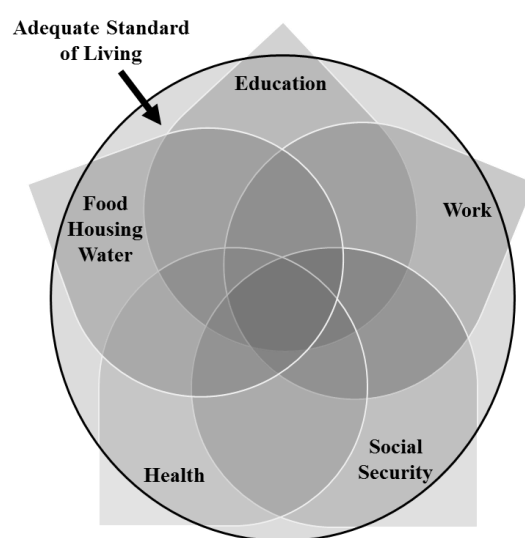 Adequate Standard
of Living
Education
Food
Housing
Water
Work
Health
Social
Security